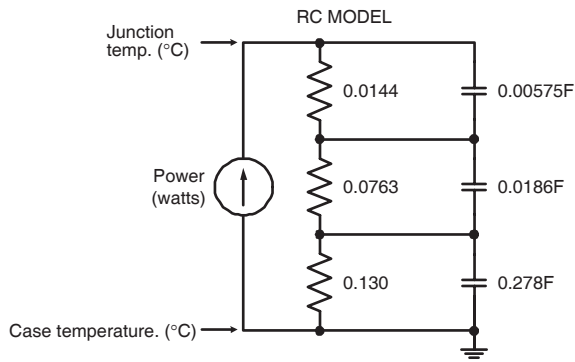 RC MODEL
Junction
temp. (°C)
0.0144
0.00575F
Power
(watts)
0.0763
0.0186F
0.130
0.278F
Case temperature. (°C)